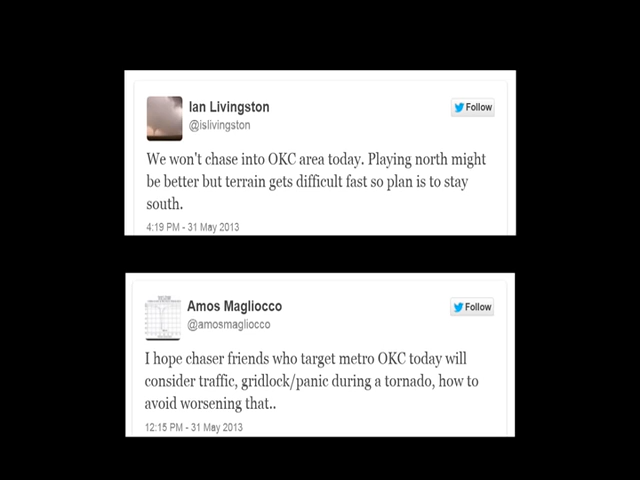 Ian Livingston
Follow
@islivingston
We won't chase into OKC area today. Playing north might
be better but terrain gets difficult fast so plan is to stay
south.
4:19 PM - 31 May 2013
Amos Magliocco
Follow
@amosmagliocco
I hope chaser friends who target metro OKC today will
consider traffic, gridlock/panic during a tornado, how to
avoid worsening that..
12:15 PM - 31 May 2013